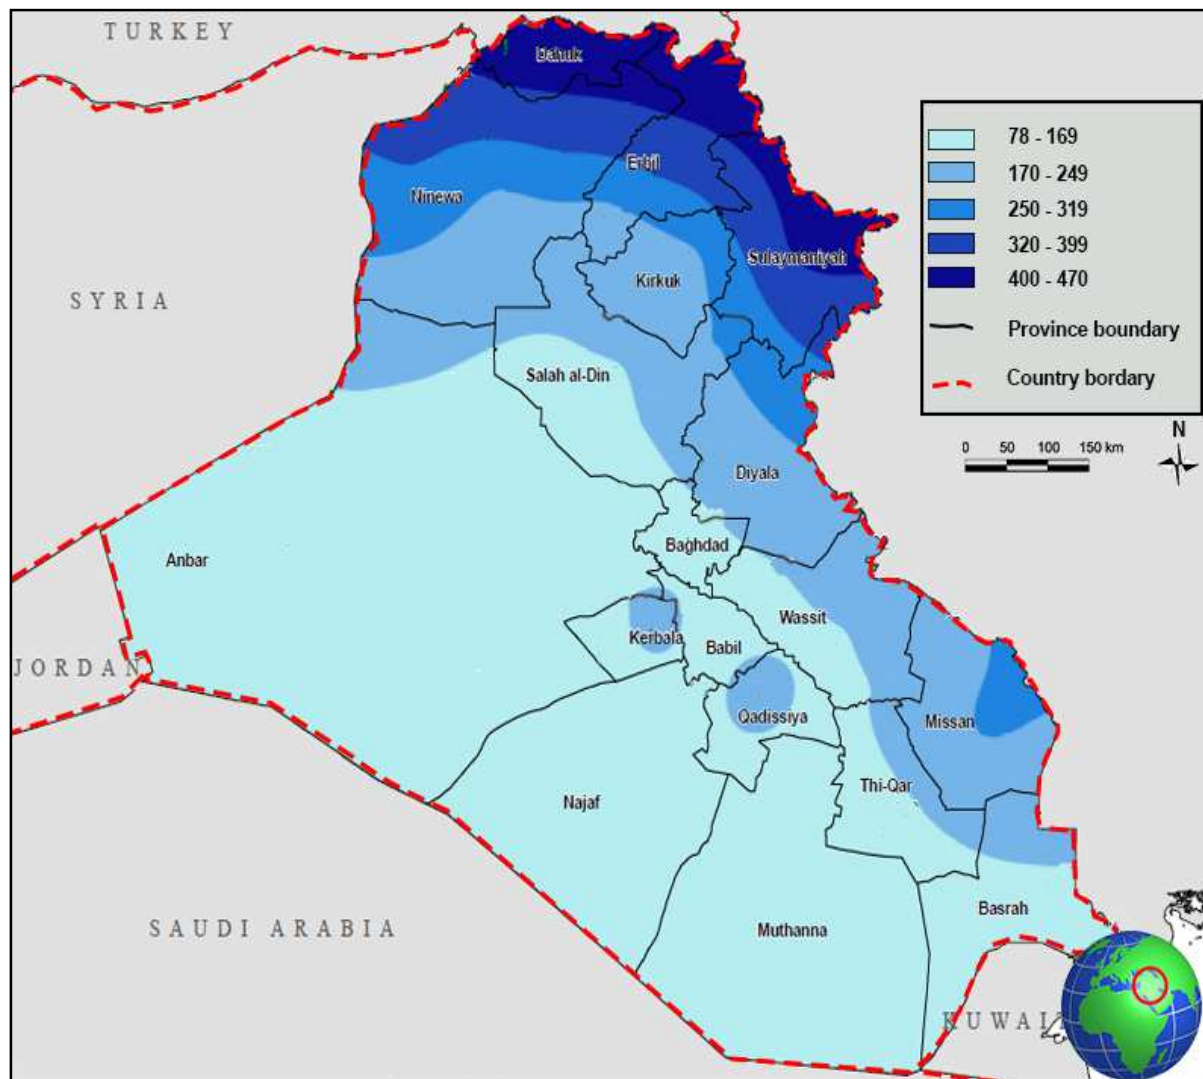 TURKEY
Dahuk
78 - 169
170 - 249
250 - 319
320 - 399
400 - 470
Province boundary
Country bordary
Erbil
Ninewa
Sulaymaniyah
Kirkuk
SYRIA
Salah al-Din
N
0 50 100 150 km
Diyala
Baghdad
Anbar
Wassit
Kerbala
Babil
JORDAN
Qadissiya
Missan
Thi-Qar
Najaf
Basrah
SAUDI ARABIA
Muthanna
KUWAIT